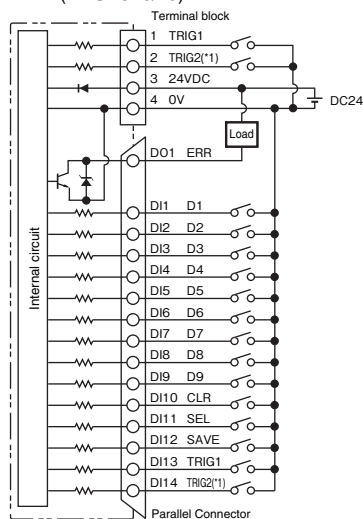 Terminal block
1 TRIG1
2 TRIG2(*1)
3 24VDC
4 0V
DC24
Load
DO1 ERR
Internal circuit
DI1 D1
DI2 D2
DI3 D3
DI4 D4
DI5 D5
DI6 D6
DI7 D7
DI8 D8
DI9 D9
DI10 CLR
DI11 SEL
DI12 SAVE
DI13 TRIG1
DI14 TRIG2(*1)
Parallel Connector